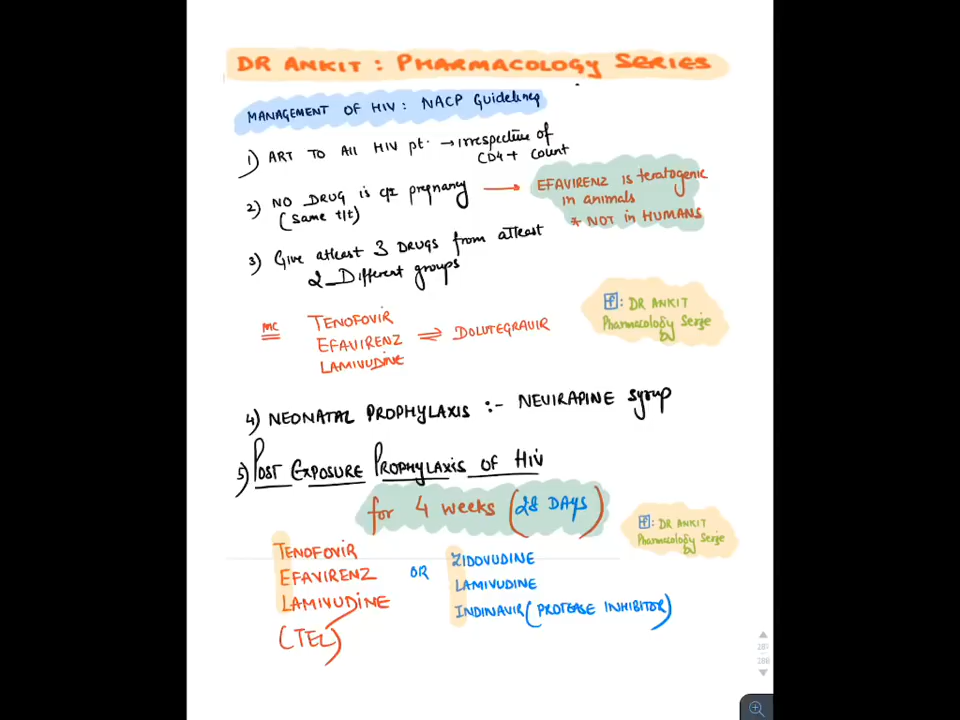 DR ANKIT : PHARMACOLOGY SERIES
MANAGEMENT OF HIV: NACP Guidelines
1) ART TO All HIV pt. → irrespective of
CD4+ count
2) NO DRUG is c/I pregnancy → EFAVIRENZ is teratogenic
(same t/t) in animals
* NOT in HUMANS
3) Give atleast 3 DRUGS from atleast
2 Different groups
f : DR ANKIT
Pharmacology Serie
MC TENOFOVIR
EFAVIRENZ ⇌ DOLUTEGRAVIR
LAMIVUDINE
4) NEONATAL PROPHYLAXIS :- NEVIRAPINE syrup
5) POST EXPOSURE PROPHYLAXIS OF HIV
for 4 weeks (28 DAYS)
f : DR ANKIT
Pharmacology Serie
TENOFOVIR
EFAVIRENZ
LAMIVUDINE
(TEL)
OR
ZIDOVUDINE
LAMIVUDINE
INDINAVIR (PROTEASE INHIBITOR)
287
288